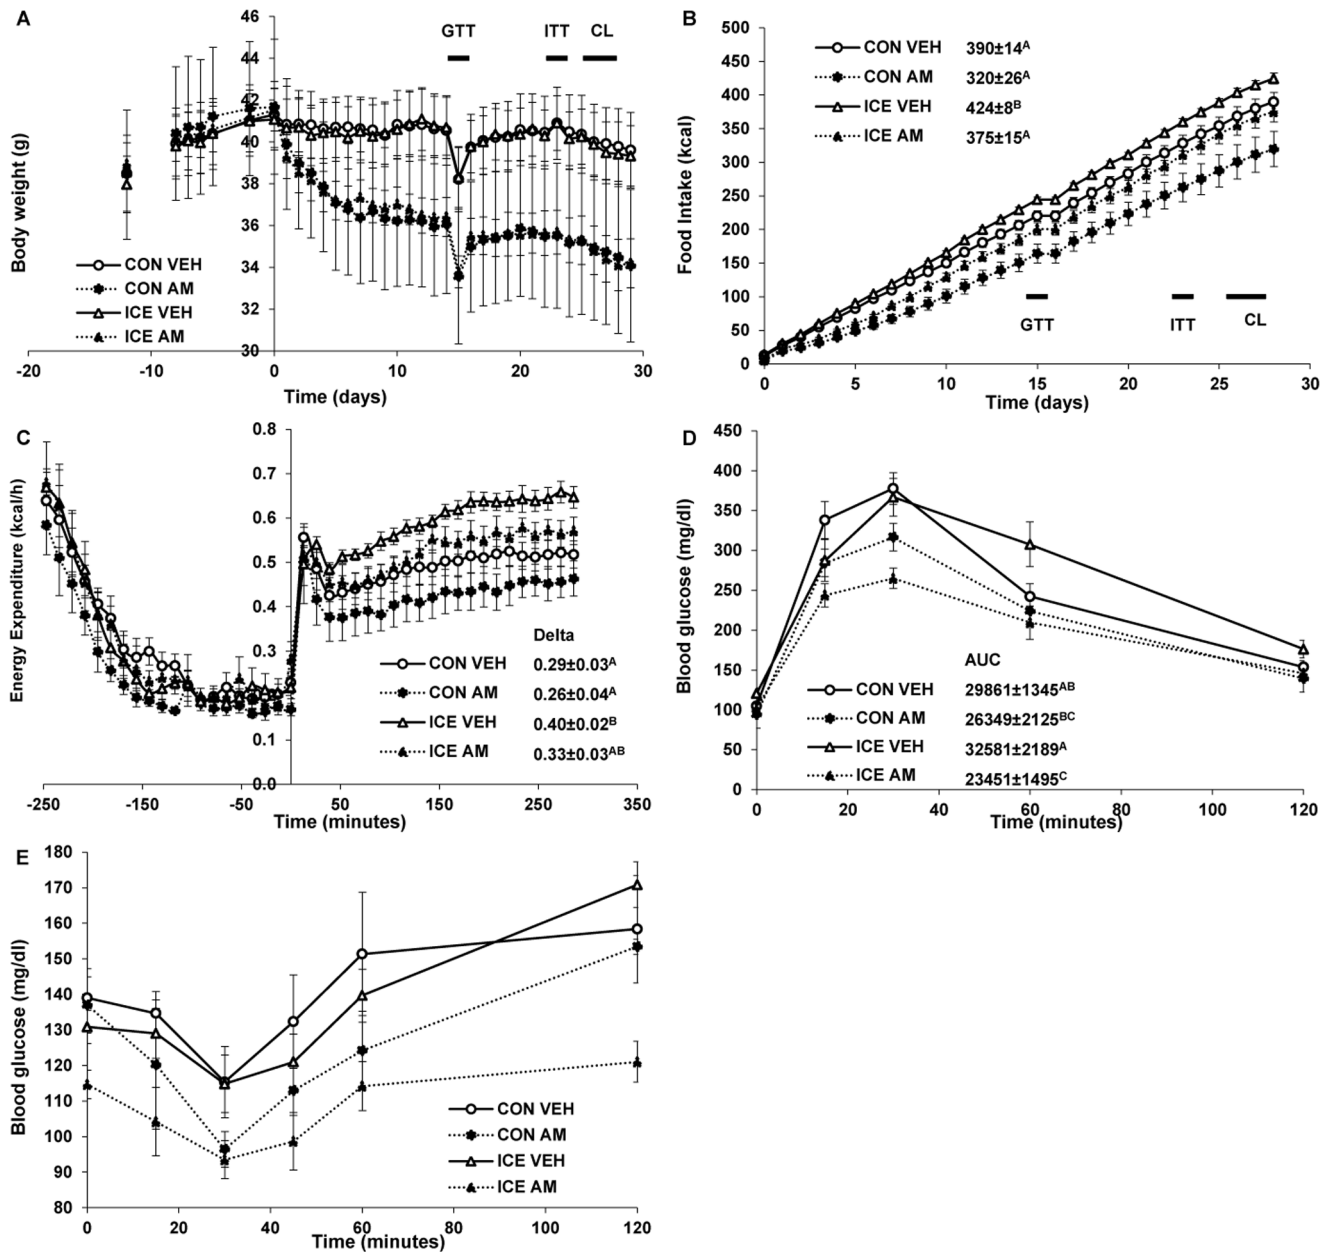 A
46
44
42
40
38
36
34
32
30
GTT
ITT
CL
Body weight (g)
CON VEH
CON AM
ICE VEH
ICE AM
-20
-10
0
10
20
30
Time (days)
B
500
450
400
350
300
250
200
150
100
50
0
Food Intake (kcal)
CON VEH 390±14ᴬ
CON AM 320±26ᴬ
ICE VEH 424±8ᴮ
ICE AM 375±15ᴬ
GTT
ITT
CL
0
5
10
15
20
25
30
Time (days)
C
0.8
0.7
0.6
0.5
0.4
0.3
0.1
0.0
Energy Expenditure (kcal/h)
Delta
CON VEH 0.29±0.03ᴬ
CON AM 0.26±0.04ᴬ
ICE VEH 0.40±0.02ᴮ
ICE AM 0.33±0.03ᴬᴮ
-250
-150
-50
50
150
250
350
Time (minutes)
D
450
400
350
300
250
200
150
100
50
0
Blood glucose (mg/dl)
AUC
CON VEH 29861±1345ᴬᴮ
CON AM 26349±2125ᴮC
ICE VEH 32581±2189ᴬ
ICE AM 23451±1495C
0
20
40
60
80
100
120
Time (minutes)
E
180
170
160
150
140
130
120
110
100
90
80
Blood glucose (mg/dl)
CON VEH
CON AM
ICE VEH
ICE AM
0
20
40
60
80
100
120
Time (minutes)